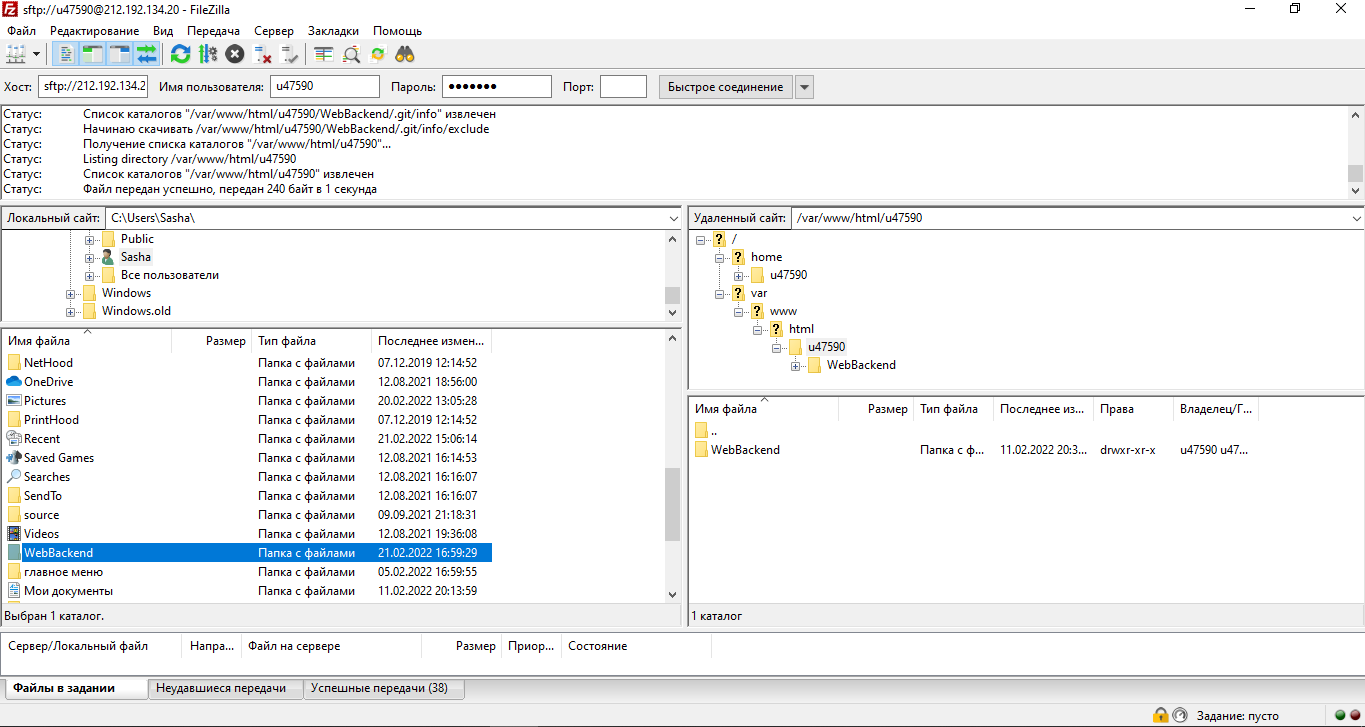 sftp://u47590@212.192.134.20 - FileZilla
Файл Редактирование Вид Передача Сервер Закладки Помощь
Хост: sftp://212.192.134.2 Имя пользователя: u47590 Пароль: ●●●●●●● Порт: Быстрое соединение
Статус: Список каталогов "/var/www/html/u47590/WebBackend/.git/info" извлечен
Статус: Начинаю скачивать /var/www/html/u47590/WebBackend/.git/info/exclude
Статус: Получение списка каталогов "/var/www/html/u47590"...
Статус: Listing directory /var/www/html/u47590
Статус: Список каталогов "/var/www/html/u47590" извлечен
Статус: Файл передан успешно, передан 240 байт в 1 секунда
Локальный сайт: C:\Users\Sasha\
Public
Sasha
Все пользователи
Windows
Windows.old
Имя файла Размер Тип файла Последнее измен...
NetHood Папка с файлами 07.12.2019 12:14:52
OneDrive Папка с файлами 12.08.2021 18:56:00
Pictures Папка с файлами 20.02.2022 13:05:28
PrintHood Папка с файлами 07.12.2019 12:14:52
Recent Папка с файлами 21.02.2022 15:06:14
Saved Games Папка с файлами 12.08.2021 16:14:53
Searches Папка с файлами 12.08.2021 16:16:07
SendTo Папка с файлами 12.08.2021 16:16:07
source Папка с файлами 09.09.2021 21:18:31
Videos Папка с файлами 12.08.2021 19:36:08
WebBackend Папка с файлами 21.02.2022 16:59:29
главное меню Папка с файлами 05.02.2022 16:59:55
Мои документы Папка с файлами 11.02.2022 20:13:59
Выбран 1 каталог.
Удаленный сайт: /var/www/html/u47590
/
home
u47590
var
www
html
u47590
WebBackend
Имя файла Размер Тип файла Последнее из... Права Владелец/Г...
..
WebBackend Папка с ф... 11.02.2022 20:3... drwxr-xr-x u47590 u47...
1 каталог
Сервер/Локальный файл Напра... Файл на сервере Размер Приор... Состояние
Файлы в задании Неудавшиеся передачи Успешные передачи (38)
Задание: пусто